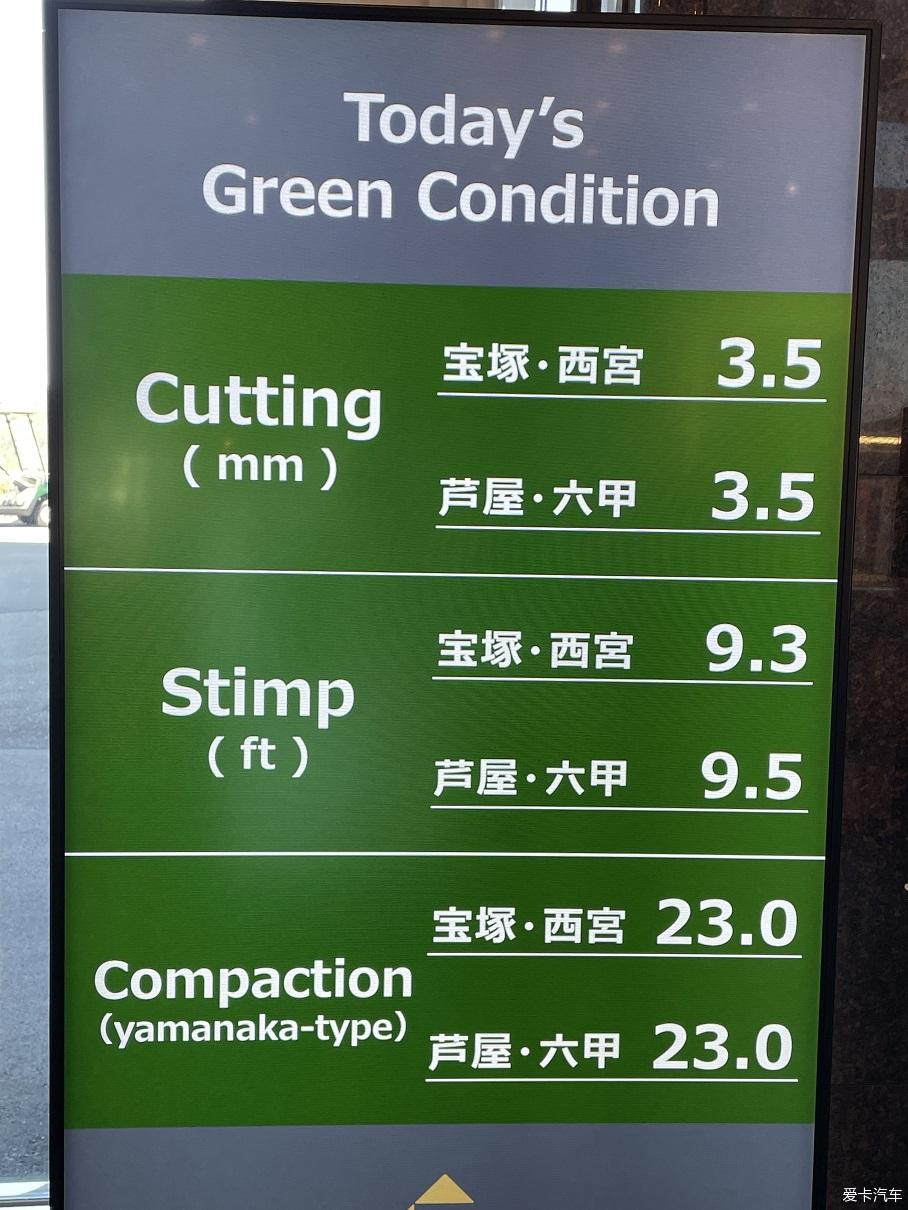 Today's
Green Condition
Cutting
( mm )
宝塚・西宮 3.5
芦屋・六甲 3.5
Stimp
( ft )
宝塚・西宮 9.3
芦屋・六甲 9.5
Compaction
(yamanaka-type)
宝塚・西宮 23.0
芦屋・六甲 23.0
爱卡汽车